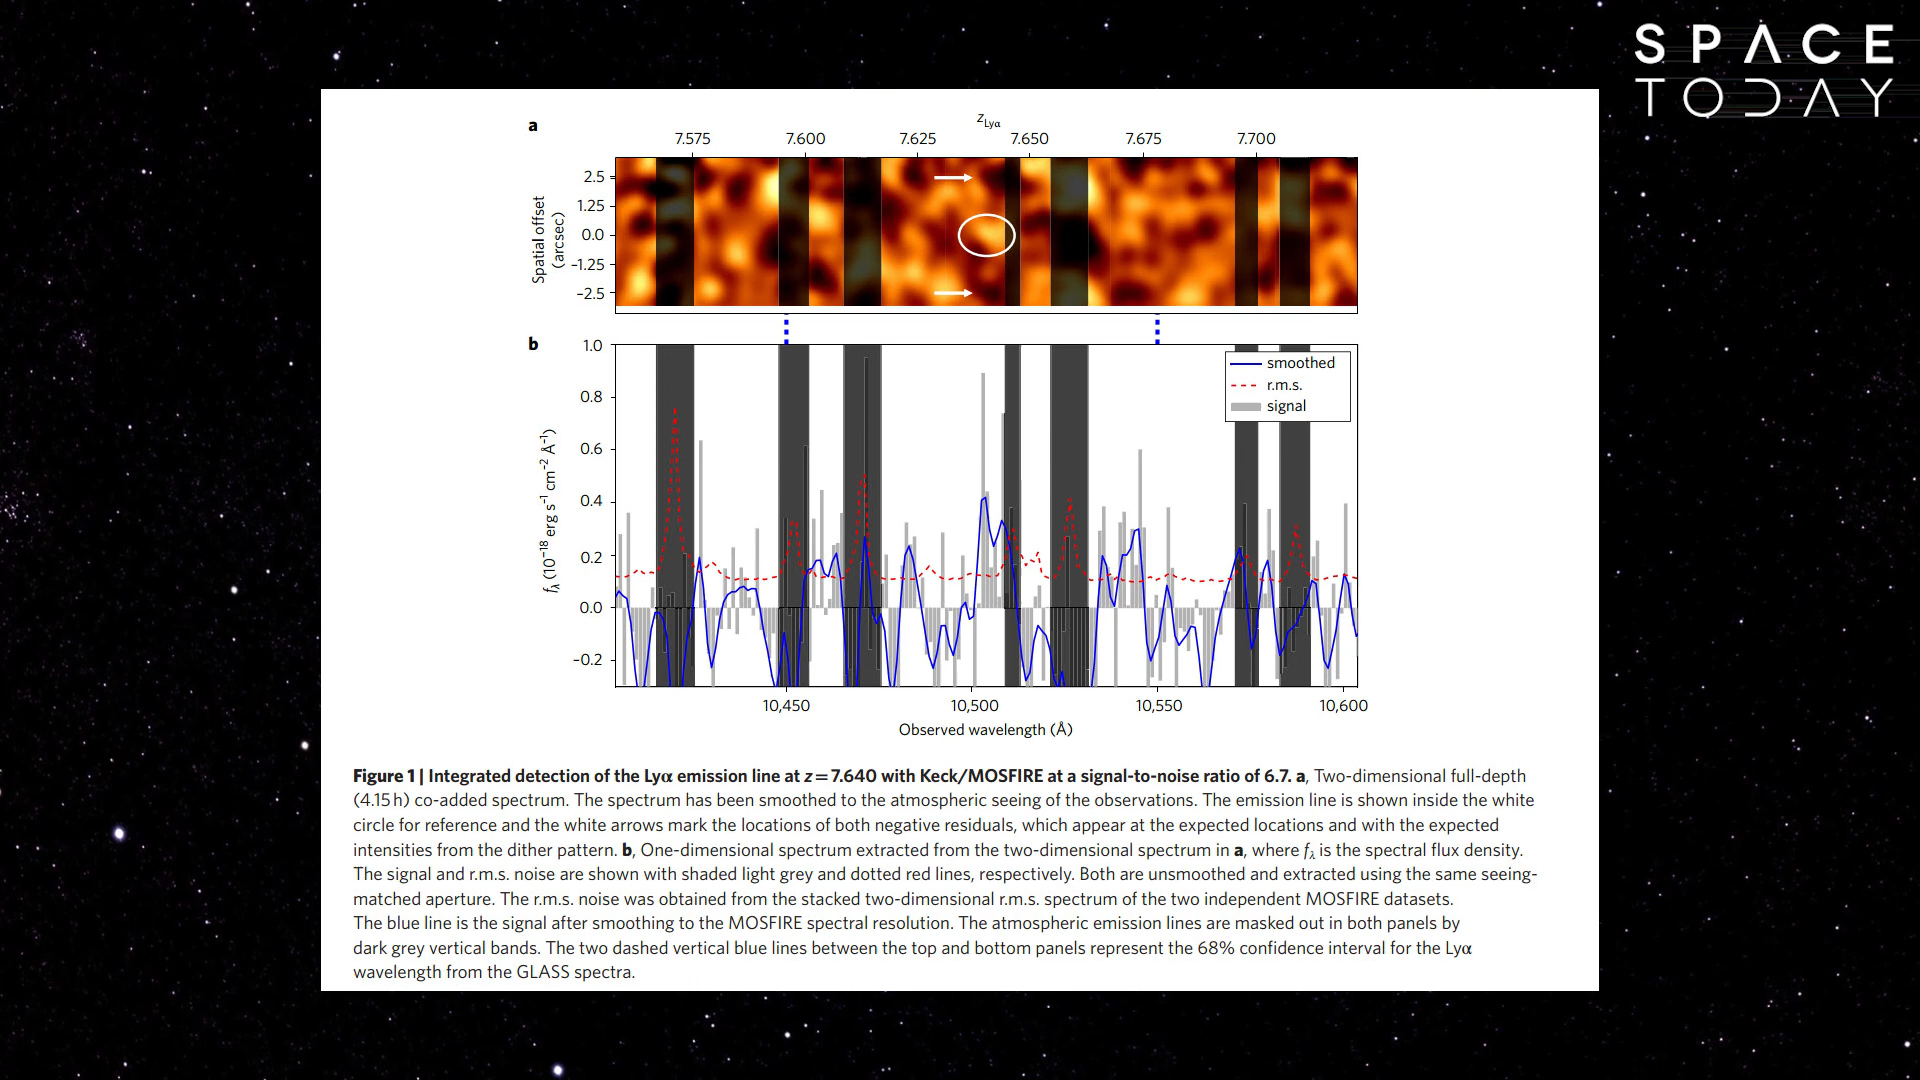 SPACE
TODAY
a
z Lyα
7.575 7.600 7.625 7.650 7.675 7.700
Spatial offset
(arcsec)
2.5
1.25
0.0
−1.25
−2.5
b
fλ (10−18 erg s−1 cm−2 Å−1)
1.0
0.8
0.6
0.4
0.2
0.0
−0.2
smoothed
r.m.s.
signal
10,450 10,500 10,550 10,600
Observed wavelength (Å)
Figure 1 | Integrated detection of the Lyα emission line at z = 7.640 with Keck/MOSFIRE at a signal-to-noise ratio of 6.7. a, Two-dimensional full-depth
(4.15 h) co-added spectrum. The spectrum has been smoothed to the atmospheric seeing of the observations. The emission line is shown inside the white
circle for reference and the white arrows mark the locations of both negative residuals, which appear at the expected locations and with the expected
intensities from the dither pattern. b, One-dimensional spectrum extracted from the two-dimensional spectrum in a, where fλ is the spectral flux density.
The signal and r.m.s. noise are shown with shaded light grey and dotted red lines, respectively. Both are unsmoothed and extracted using the same seeing-
matched aperture. The r.m.s. noise was obtained from the stacked two-dimensional r.m.s. spectrum of the two independent MOSFIRE datasets.
The blue line is the signal after smoothing to the MOSFIRE spectral resolution. The atmospheric emission lines are masked out in both panels by
dark grey vertical bands. The two dashed vertical blue lines between the top and bottom panels represent the 68% confidence interval for the Lyα
wavelength from the GLASS spectra.